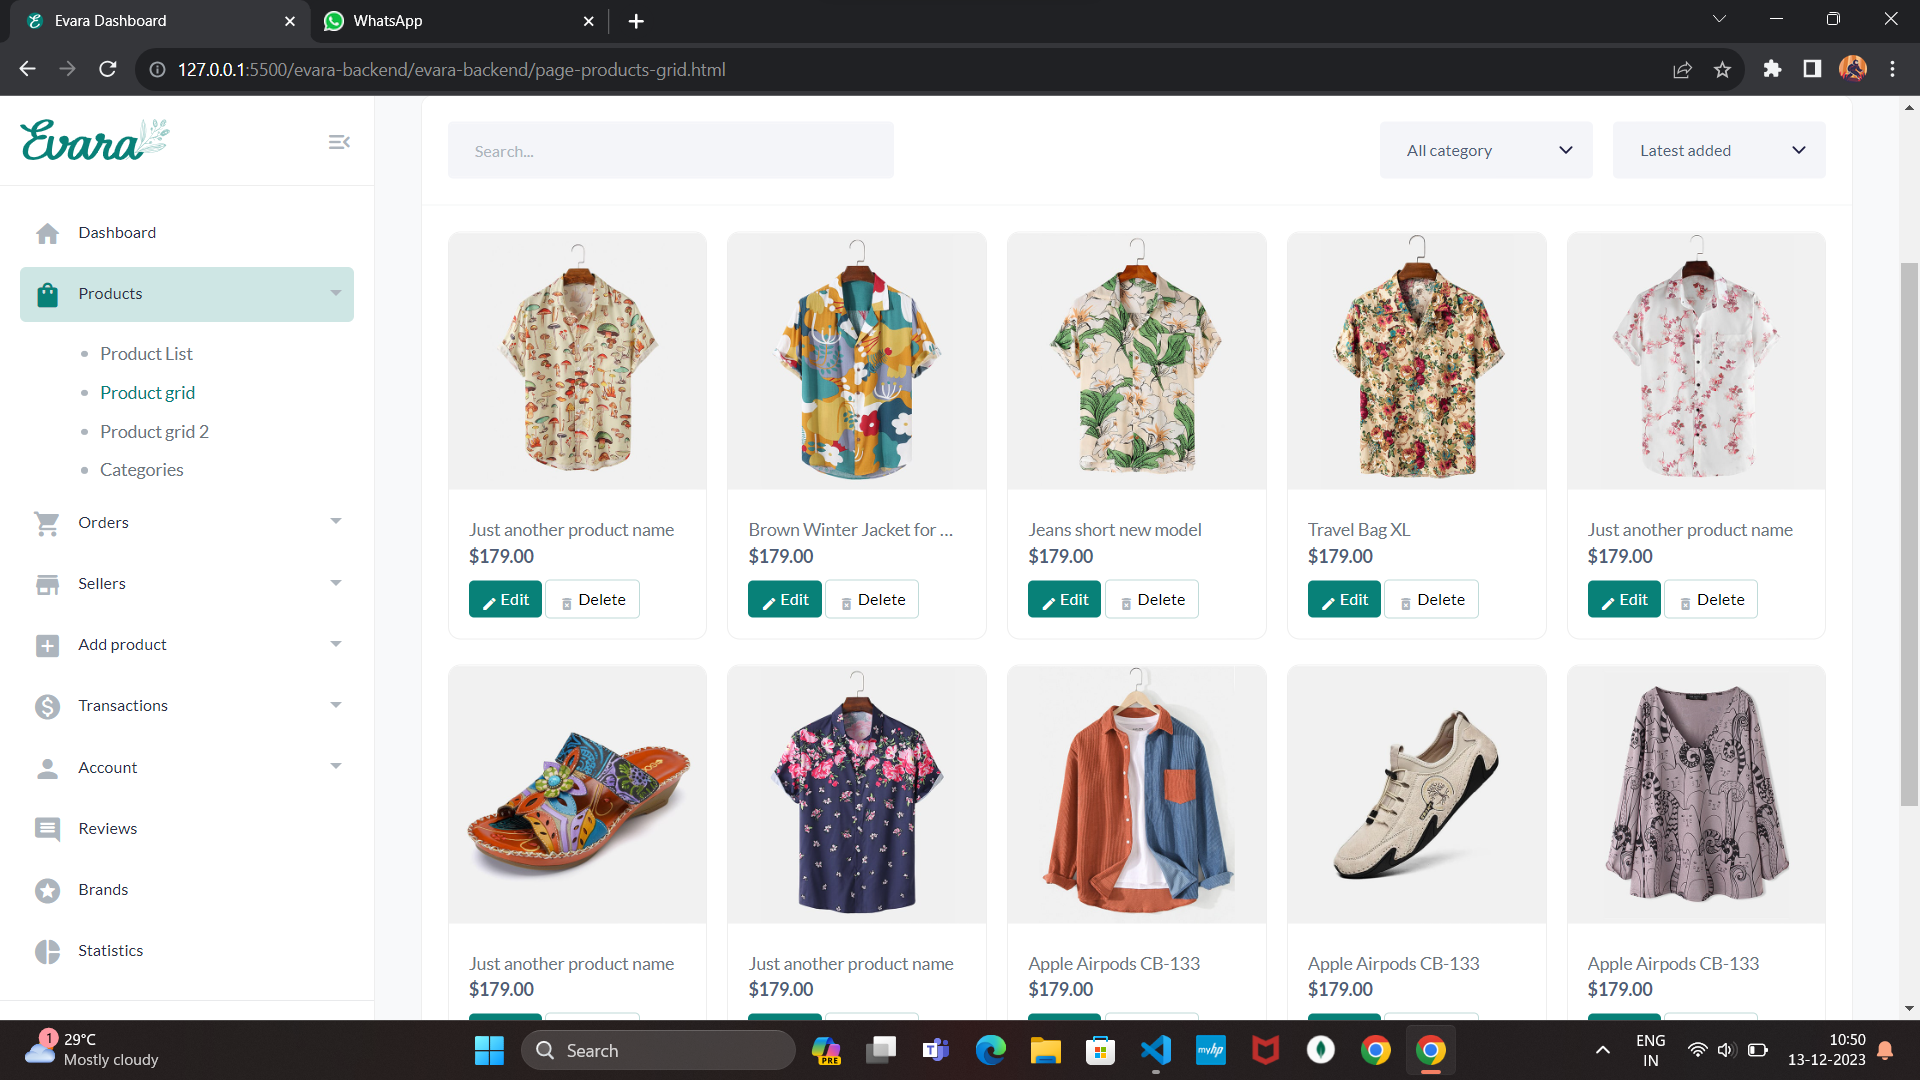 Evara Dashboard
WhatsApp
127.0.0.1:5500/evara-backend/evara-backend/page-products-grid.html
Evara
Search...
All category
Latest added
Dashboard
Products
Product List
Product grid
Product grid 2
Categories
Orders
Sellers
Add product
Transactions
Account
Reviews
Brands
Statistics
Just another product name
$179.00
Edit
Delete
Brown Winter Jacket for ...
$179.00
Edit
Delete
Jeans short new model
$179.00
Edit
Delete
Travel Bag XL
$179.00
Edit
Delete
Just another product name
$179.00
Edit
Delete
Just another product name
$179.00
Just another product name
$179.00
Apple Airpods CB-133
$179.00
Apple Airpods CB-133
$179.00
Apple Airpods CB-133
$179.00
1
29°C
Mostly cloudy
Search
PRE
myhp
ENG
IN
10:50
13-12-2023